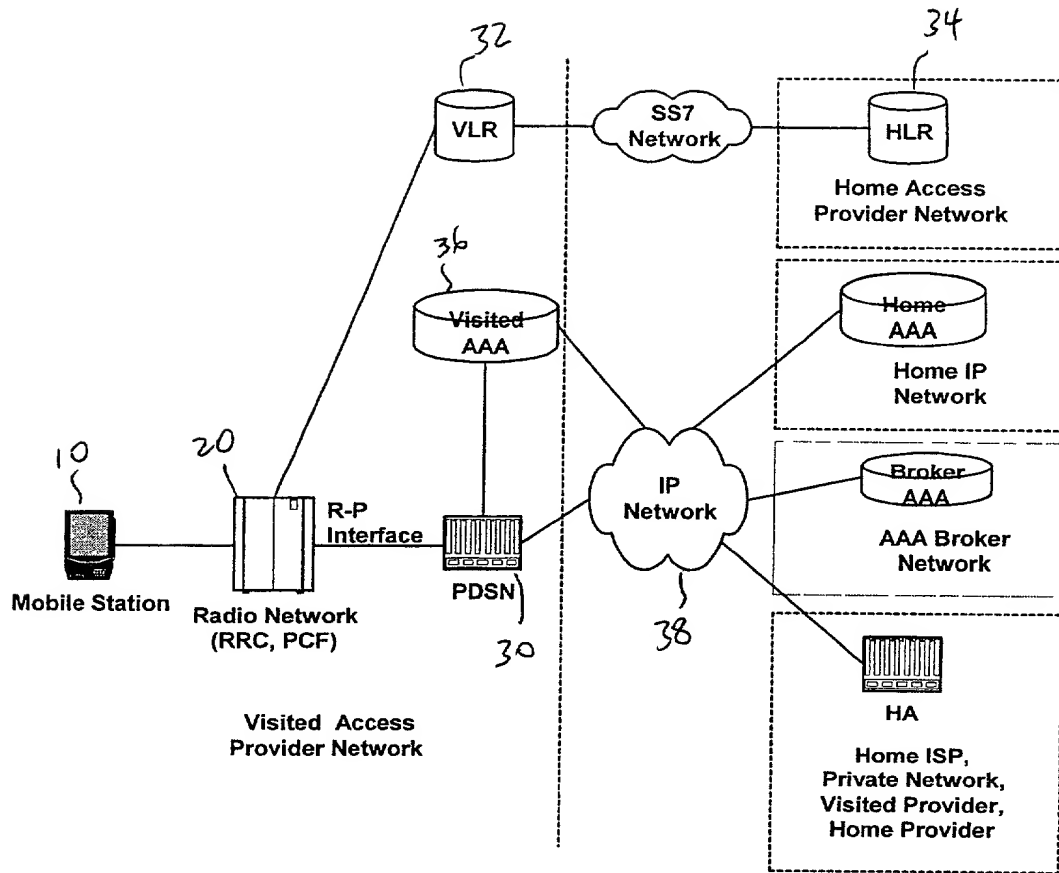 32
34
VLR
SS7
Network
HLR
Home Access
Provider Network
36
Visited
AAA
Home
AAA
Home IP
Network
10
20
R-P
Interface
IP
Network
Broker
AAA
AAA Broker
Network
Mobile Station
Radio Network
(RRC, PCF)
PDSN
30
38
HA
Visited Access
Provider Network
Home ISP,
Private Network,
Visited Provider,
Home Provider